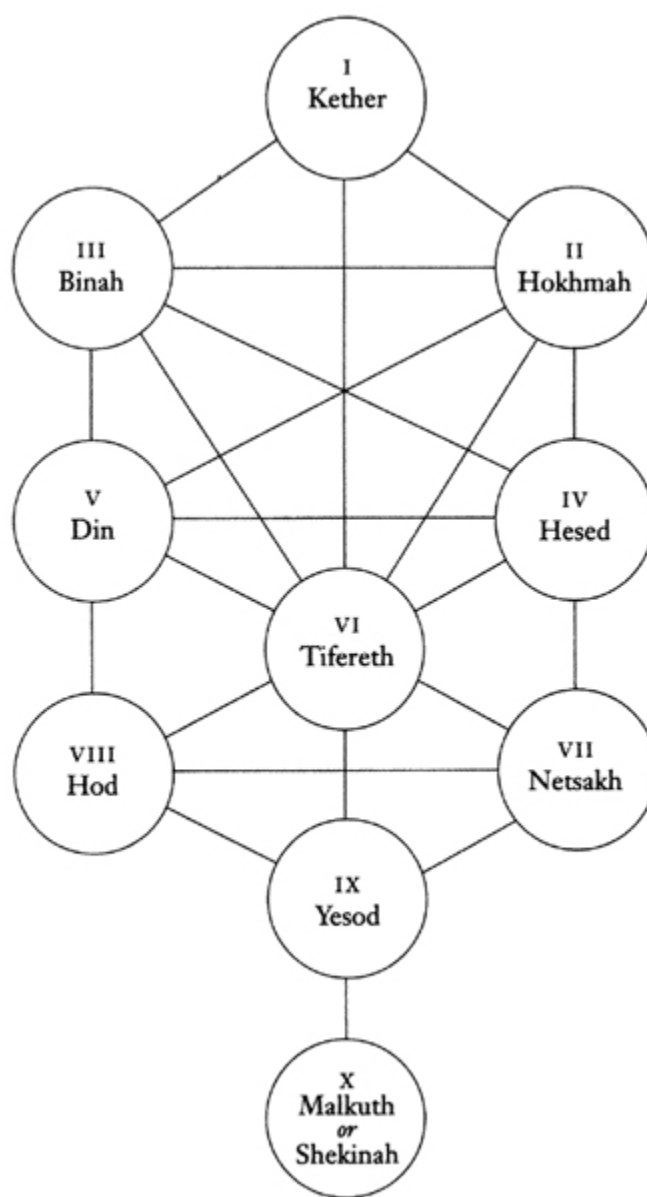 I
Kether
III
Binah
II
Hokhmah
V
Din
IV
Hesed
VI
Tifereth
VIII
Hod
VII
Netsakh
IX
Yesod
X
Malkuth
or
Shekinah